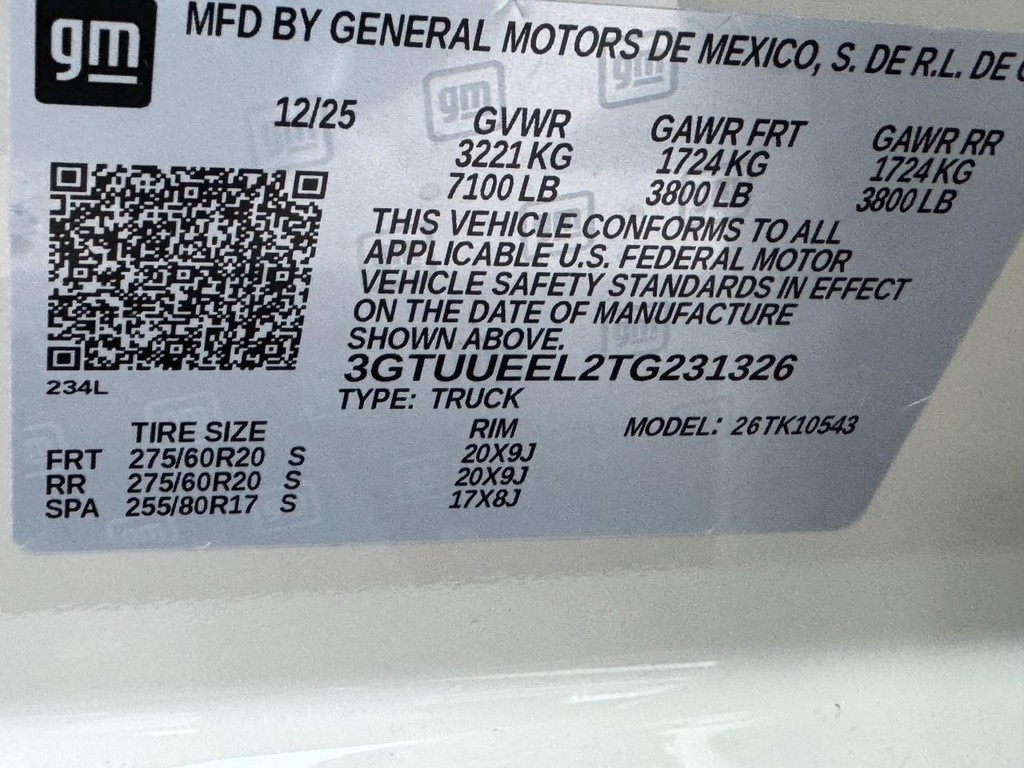 gm MFD BY GENERAL MOTORS DE MEXICO, S. DE R.L. DE
12/25 GVWR GAWR FRT GAWR RR
3221 KG 1724 KG 1724 KG
7100 LB 3800 LB 3800 LB
THIS VEHICLE CONFORMS TO ALL
APPLICABLE U.S. FEDERAL MOTOR
VEHICLE SAFETY STANDARDS IN EFFECT
ON THE DATE OF MANUFACTURE
SHOWN ABOVE.
3GTUUEEL2TG231326
234L
TYPE: TRUCK MODEL: 26TK10543
TIRE SIZE RIM
FRT 275/60R20 S 20X9J
RR 275/60R20 S 20X9J
SPA 255/80R17 S 17X8J